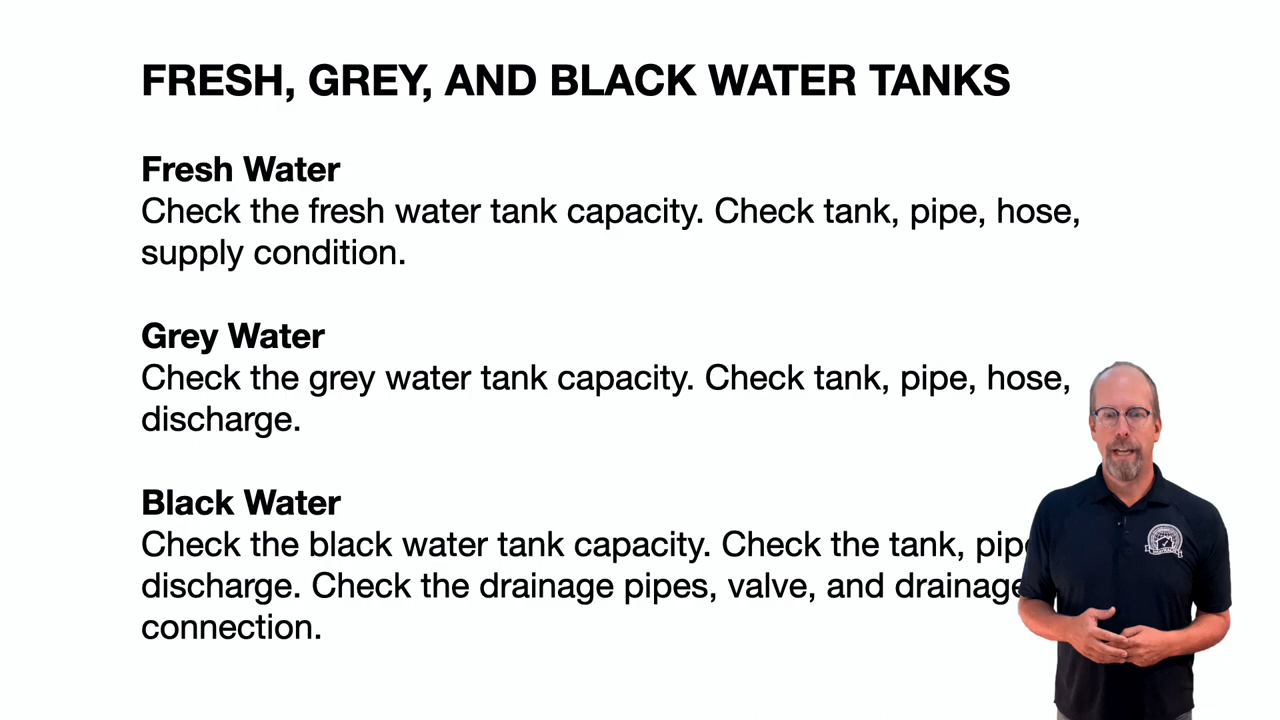 FRESH, GREY, AND BLACK WATER TANKS
Fresh Water
Check the fresh water tank capacity. Check tank, pipe, hose,
supply condition.
Grey Water
Check the grey water tank capacity. Check tank, pipe, hose,
discharge.
Black Water
Check the black water tank capacity. Check the tank,
discharge. Check the drainage pipes, valve, and drainage
connection.